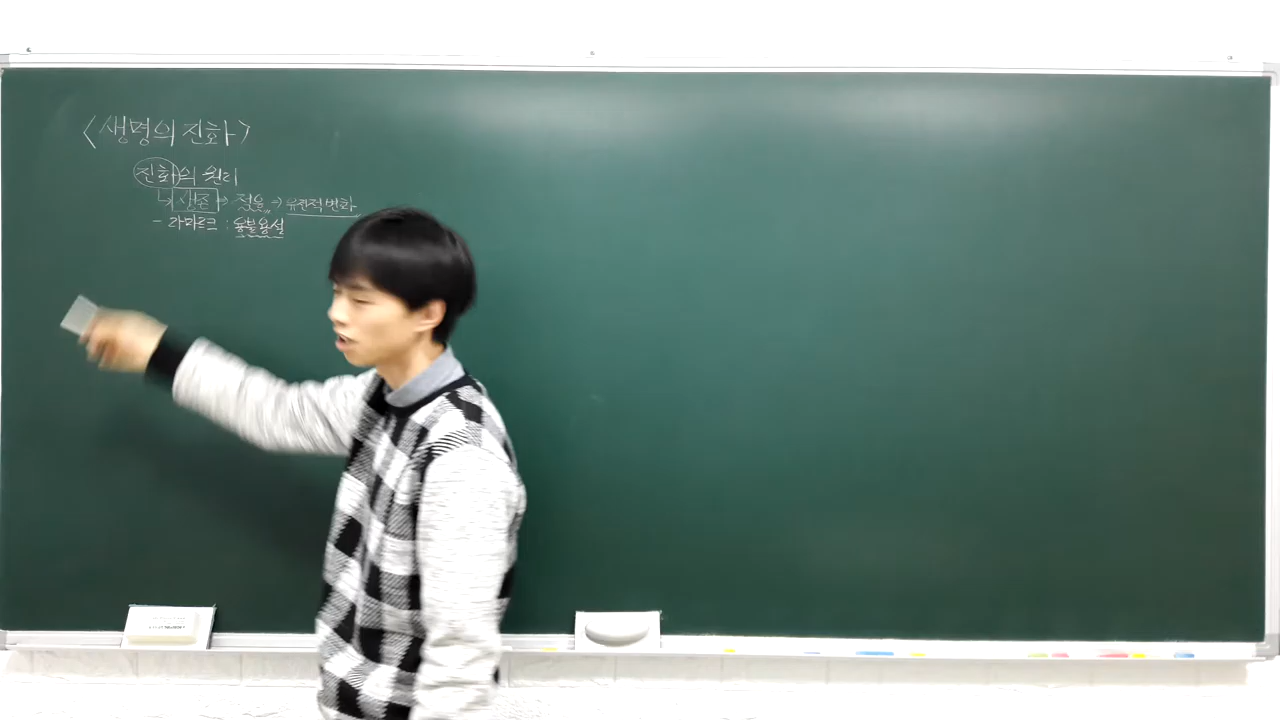 <생명의 진화>
진화의 원리
↳ 생존 → 적응 → 유전적 변화
- 라마르크 : 용불용설